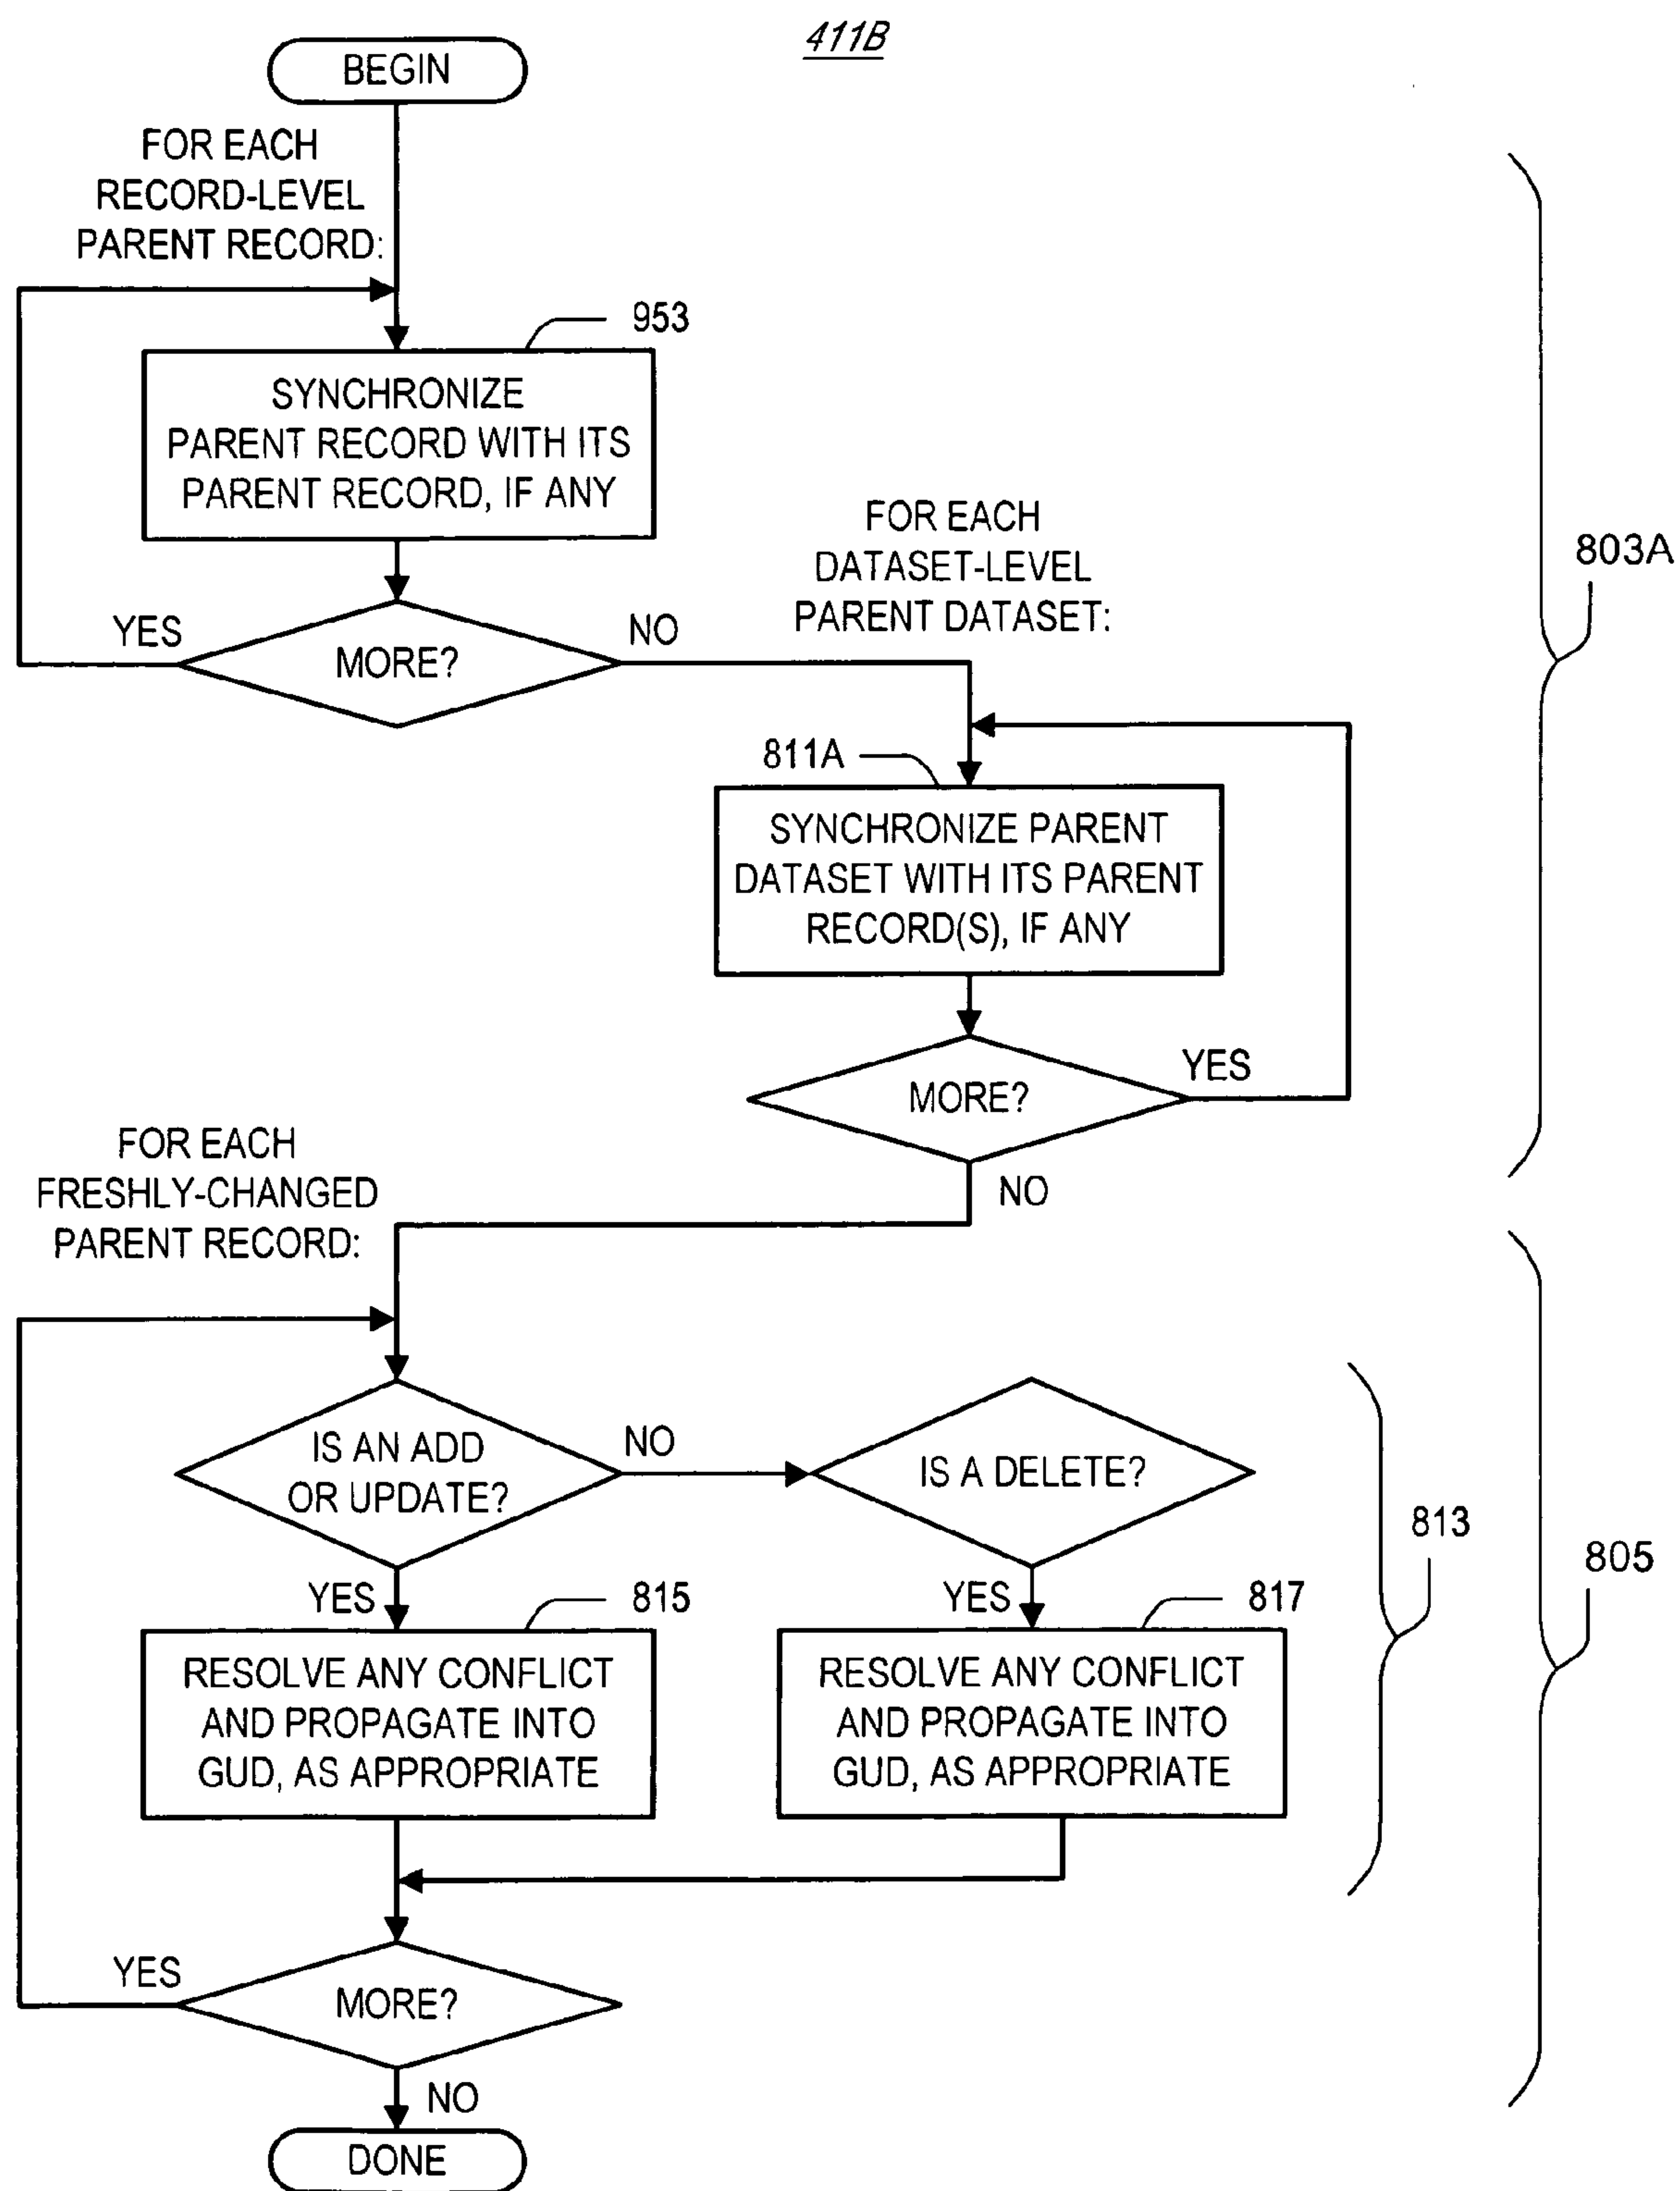 411B
BEGIN
FOR EACH
RECORD-LEVEL
PARENT RECORD:
953
SYNCHRONIZE
PARENT RECORD WITH ITS
PARENT RECORD, IF ANY
FOR EACH
DATASET-LEVEL
PARENT DATASET:
803A
YES
MORE?
NO
811A
SYNCHRONIZE PARENT
DATASET WITH ITS PARENT
RECORD(S), IF ANY
MORE?
YES
NO
FOR EACH
FRESHLY-CHANGED
PARENT RECORD:
IS AN ADD
OR UPDATE?
NO
IS A DELETE?
813
805
YES
815
YES
817
RESOLVE ANY CONFLICT
AND PROPAGATE INTO
GUD, AS APPROPRIATE
RESOLVE ANY CONFLICT
AND PROPAGATE INTO
GUD, AS APPROPRIATE
YES
MORE?
NO
DONE